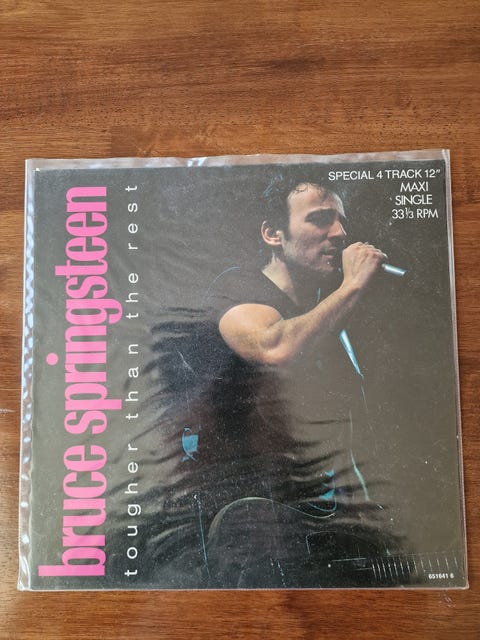 bruce springsteen
tougher than the rest
SPECIAL 4 TRACK 12"
MAXI
SINGLE
33⅓ RPM
651641 6